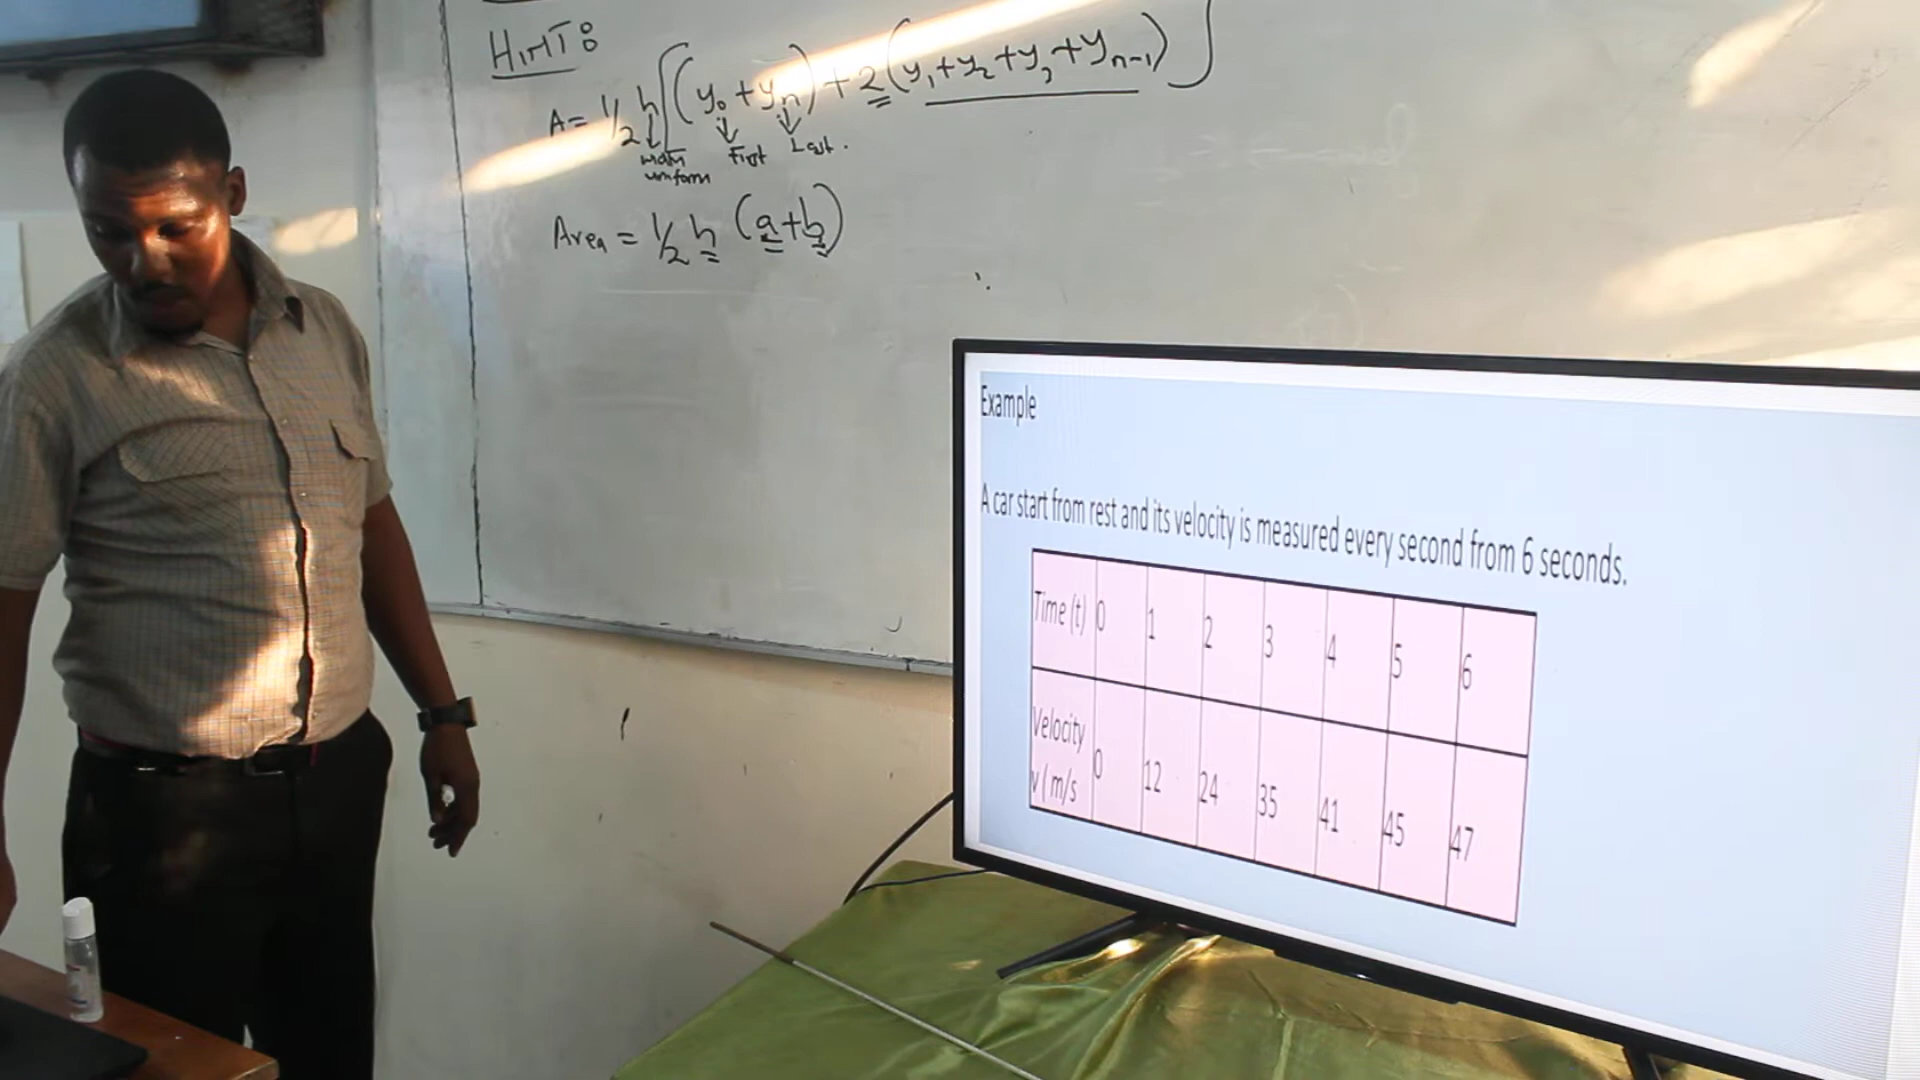 HINT:
A = 1/2 h [(y₀ + yₙ) + 2(y₁ + y₂ + y₃ + yₙ₋₁)]
First Last.
uniform
Area = 1/2 h (a+b)
Example
A car start from rest and its velocity is measured every second from 6 seconds.
Time (t) 0 1 2 3 4 5 6
Velocity v ( m/s 0 12 24 35 41 45 47